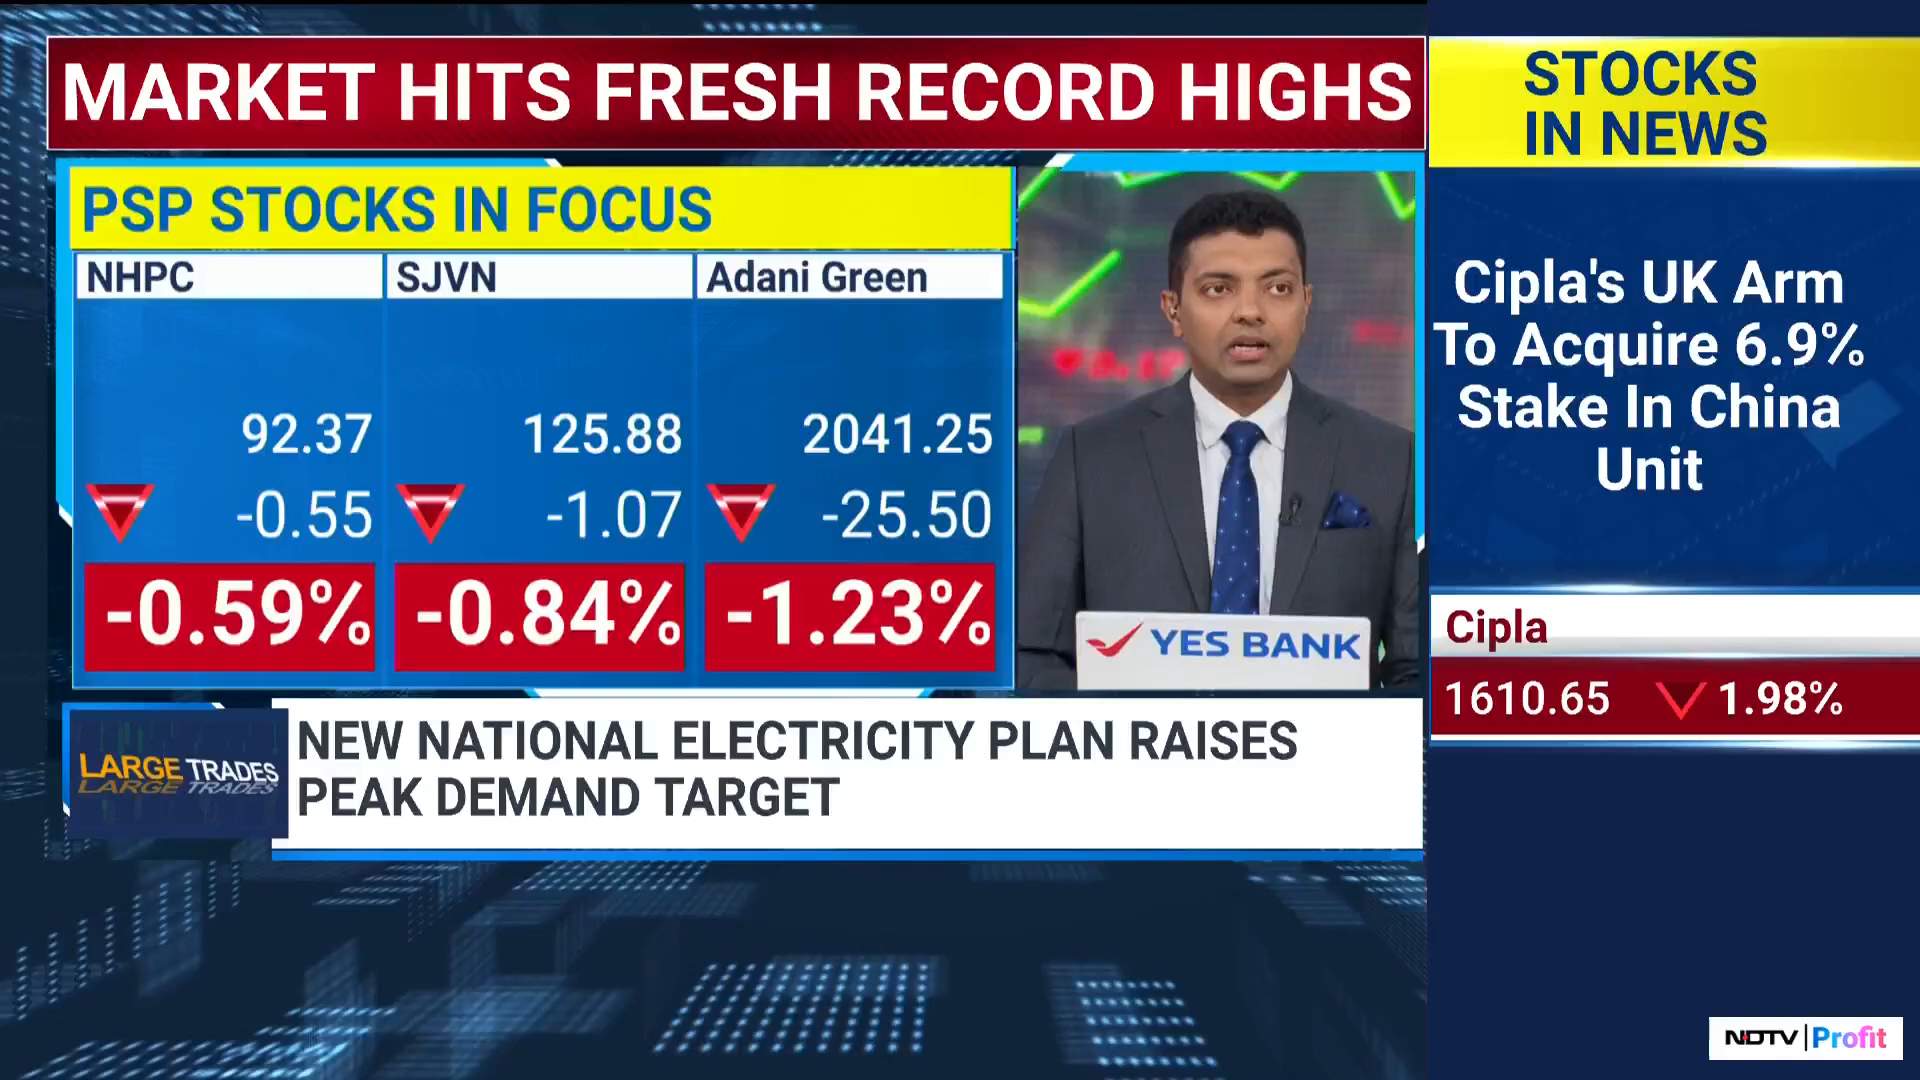 MARKET HITS FRESH RECORD HIGHS
PSP STOCKS IN FOCUS
NHPC
92.37
-0.55
-0.59%
SJVN
125.88
-1.07
-0.84%
Adani Green
2041.25
-25.50
-1.23%
YES BANK
LARGE TRADES
NEW NATIONAL ELECTRICITY PLAN RAISES
PEAK DEMAND TARGET
STOCKS
IN NEWS
Cipla's UK Arm
To Acquire 6.9%
Stake In China
Unit
Cipla
1610.65 1.98%
NDTV Profit